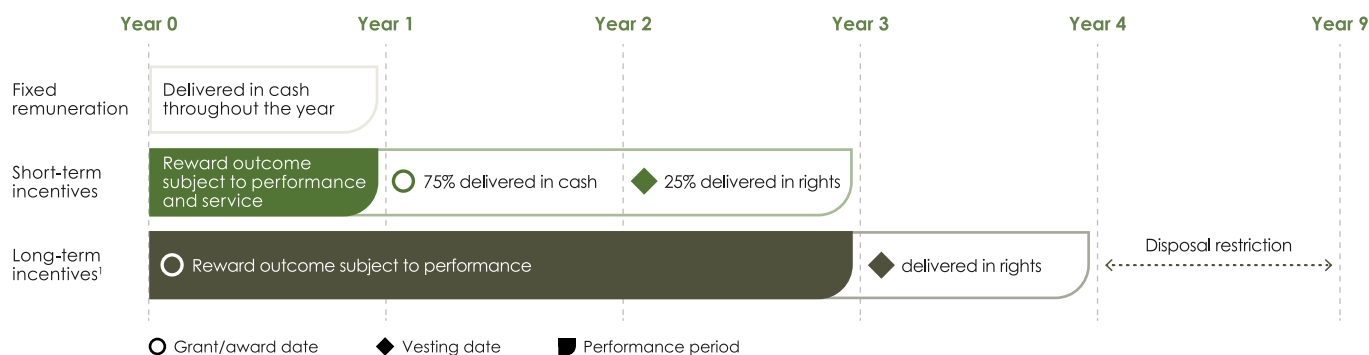 Year 0 Year 1 Year 2 Year 3 Year 4 Year 9
Fixed
remuneration
Delivered in cash
throughout the year
Short-term
incentives
Reward outcome
subject to performance
and service
75% delivered in cash
25% delivered in rights
Long-term
incentives¹
Reward outcome subject to performance
delivered in rights
Disposal restriction
Grant/award date Vesting date Performance period